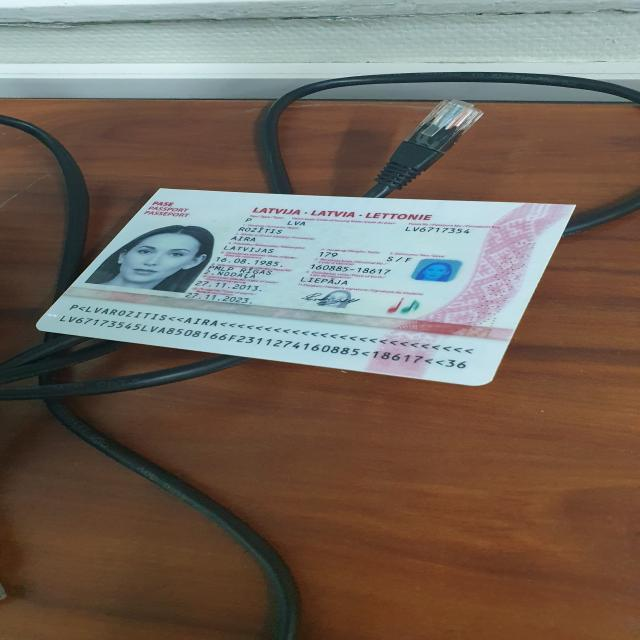 PASE
PASSPORT
PASSEPORT
LATVIJA · LATVIA · LETTONIE
P
LVA
LV6717354
ROZĪTIS
AIRA
LATVIJAS
179
S/F
16.08.1985.
160885-18617
PMLP RĪGAS
2.NODAĻA
LIEPĀJA
27.11.2013.
27.11.2023.
P<LVAROZITIS<<AIRA<<<<<<<<<<<<<<<<<<<<<<<<<<
LV67173545LVA8508166F2311274160885<18617<<36